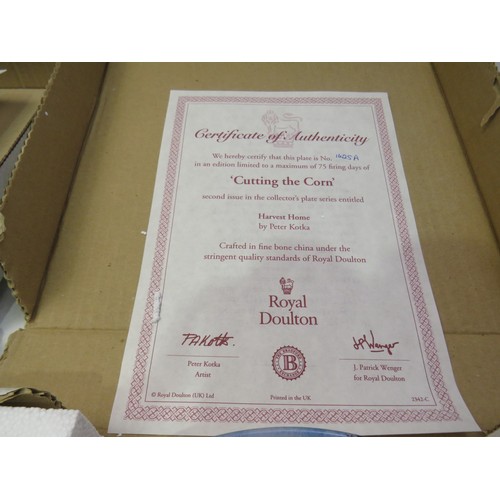 Certificate of Authenticity
We hereby certify that this plate is No.
in an edition limited to a maximum of 75 firing days of
'Cutting the Corn'
second issue in the collector's plate series entitled
Harvest Home
by Peter Kotka
Crafted in fine bone china under the
stringent quality standards of Royal Doulton
Royal
Doulton
Peter Kotka
Artist
B
J. Patrick Wenger
for Royal Doulton
© Royal Doulton (UK) Ltd
Printed in the UK
2342-C